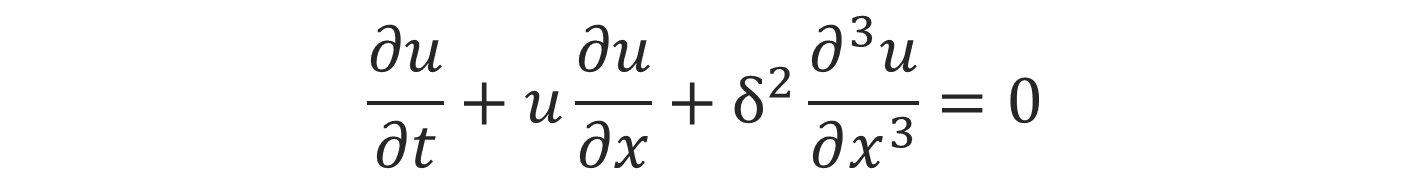 ∂u/∂t + u ∂u/∂x + δ² ∂³u/∂x³ = 0